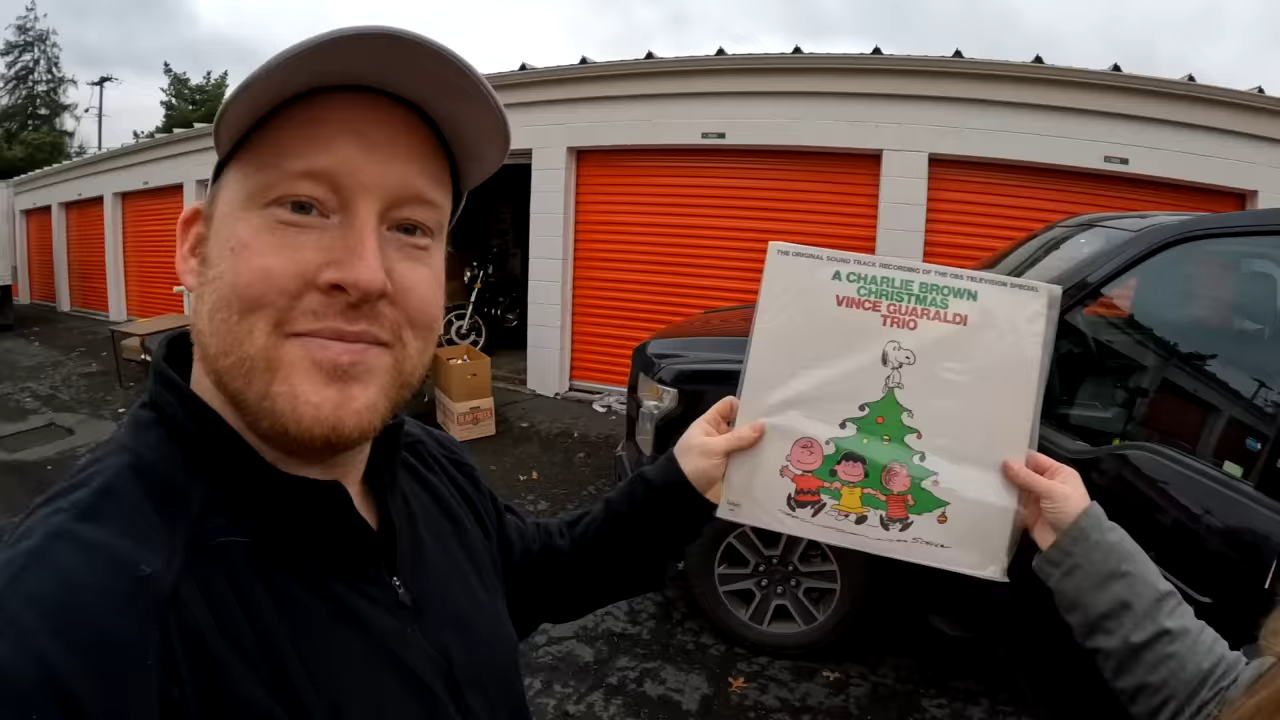 THE ORIGINAL SOUND TRACK RECORDING OF THE CBS TELEVISION SPECIAL
A CHARLIE BROWN
CHRISTMAS
VINCE GUARALDI
TRIO